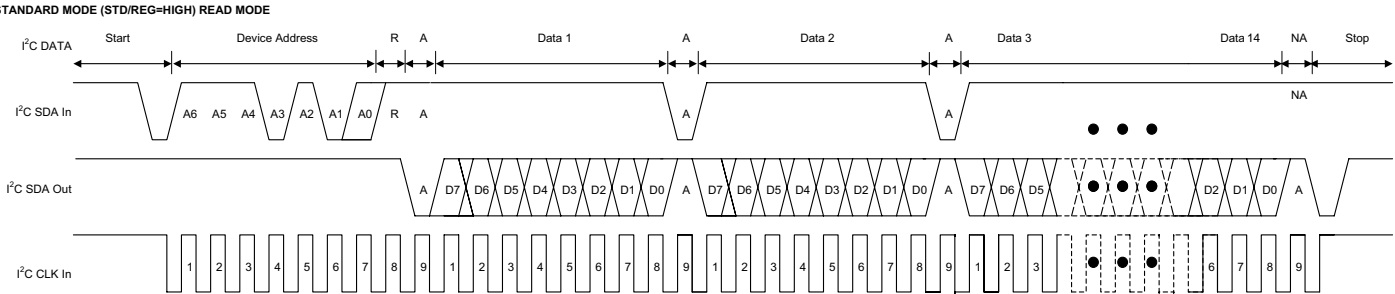 STANDARD MODE (STD/REG=HIGH) READ MODE
I2C DATA Start Device Address R A Data 1 A Data 2 A Data 3 Data 14 NA Stop
I2C SDA In A6 A5 A4 A3 A2 A1 A0 R A A A NA
I2C SDA Out A D7 D6 D5 D4 D3 D2 D1 D0 A D7 D6 D5 D4 D3 D2 D1 D0 A D7 D6 D5 D2 D1 D0 A
I2C CLK In 1 2 3 4 5 6 7 8 9 1 2 3 4 5 6 7 8 9 1 2 3 4 5 6 7 8 9 1 2 3 6 7 8 9